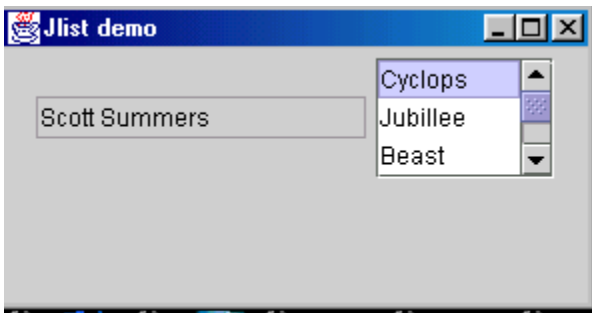 Jlist demo
Cyclops
Scott Summers
Jubillee
Beast